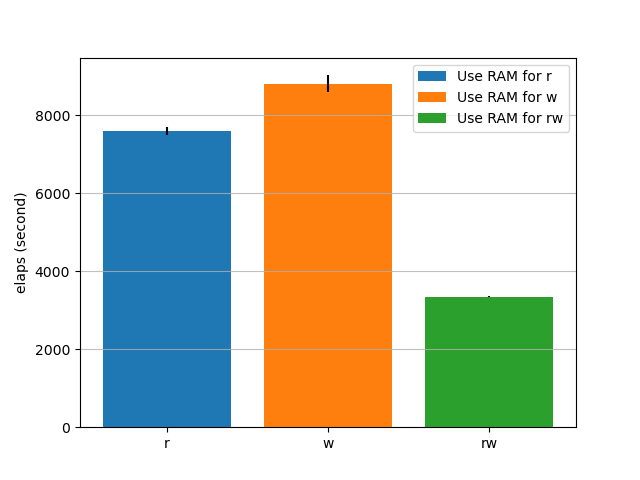 Use RAM for r
Use RAM for w
Use RAM for rw
elaps (second)
8000
6000
4000
2000
0
r
w
rw